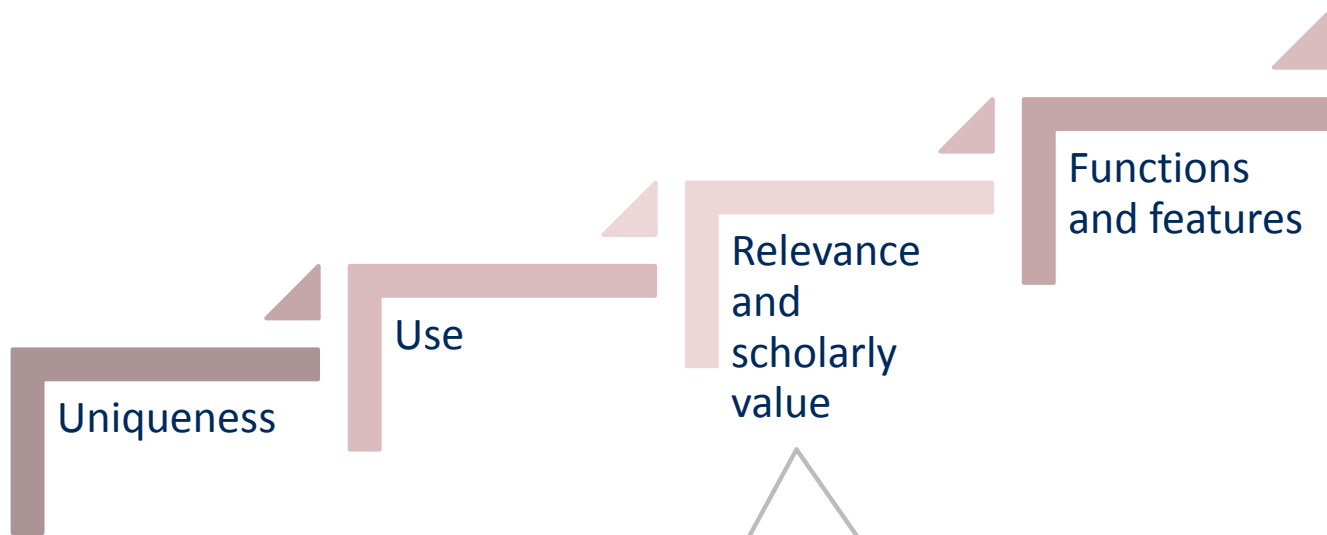 Uniqueness
Use
Relevance
and
scholarly
value
Functions
and features